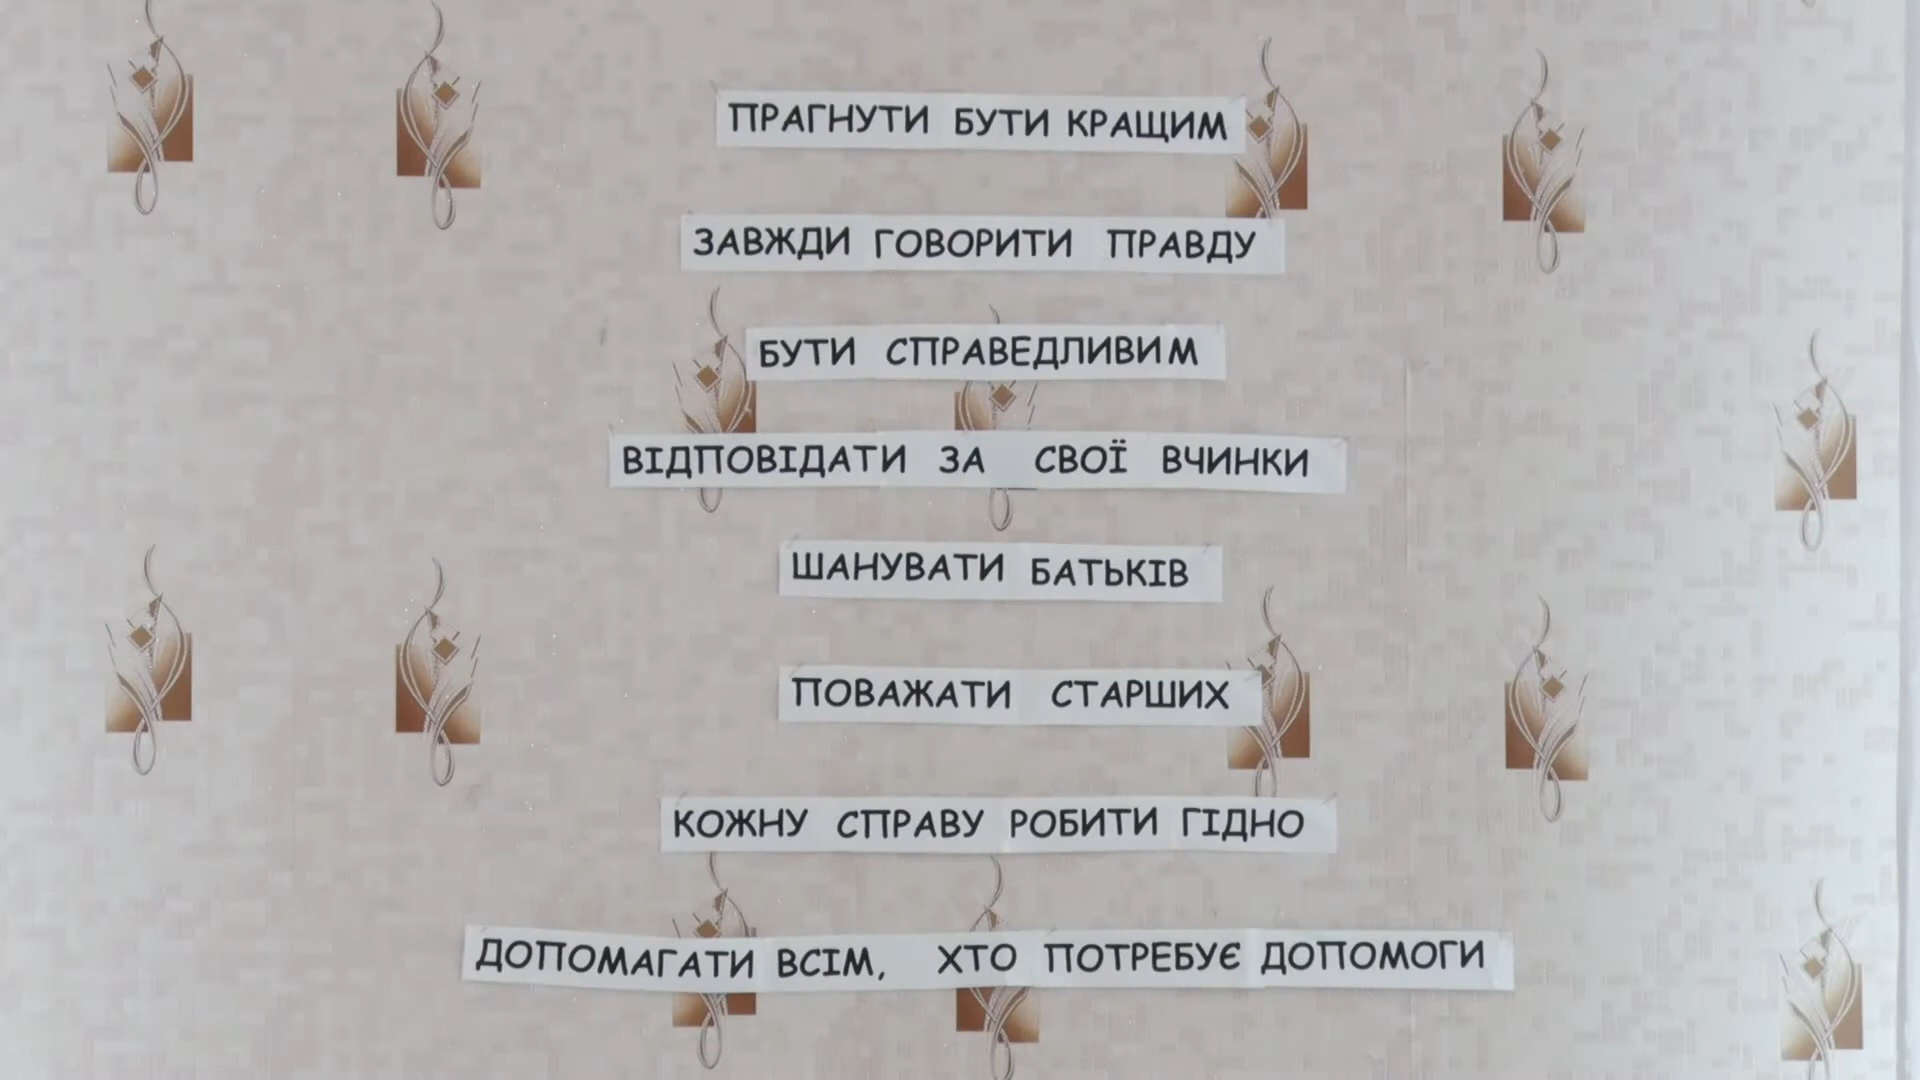 ПРАГНУТИ БУТИ КРАЩИМ
ЗАВЖДИ ГОВОРИТИ ПРАВДУ
БУТИ СПРАВЕДЛИВИМ
ВІДПОВІДАТИ ЗА СВОЇ ВЧИНКИ
ШАНУВАТИ БАТЬКІВ
ПОВАЖАТИ СТАРШИХ
КОЖНУ СПРАВУ РОБИТИ ГІДНО
ДОПОМАГАТИ ВСІМ, ХТО ПОТРЕБУЄ ДОПОМОГИ